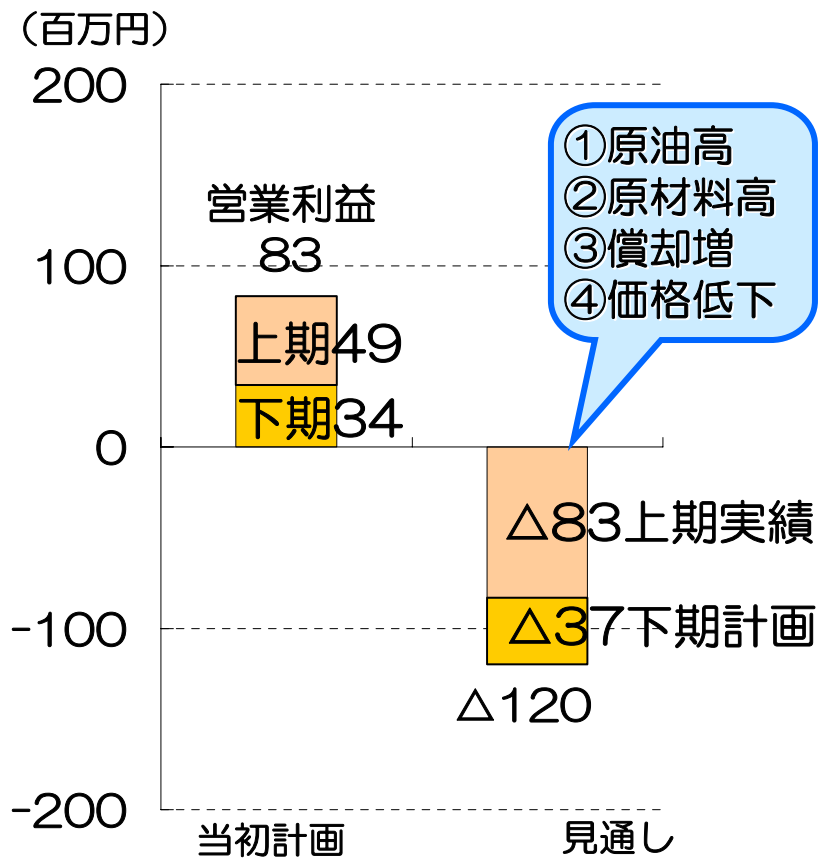 （百万円）
200
営業利益
83
①原油高
②原材料高
③償却増
④価格低下
100
上期49
下期34
0
△83上期実績
-100
△37下期計画
△120
-200
当初計画
見通し